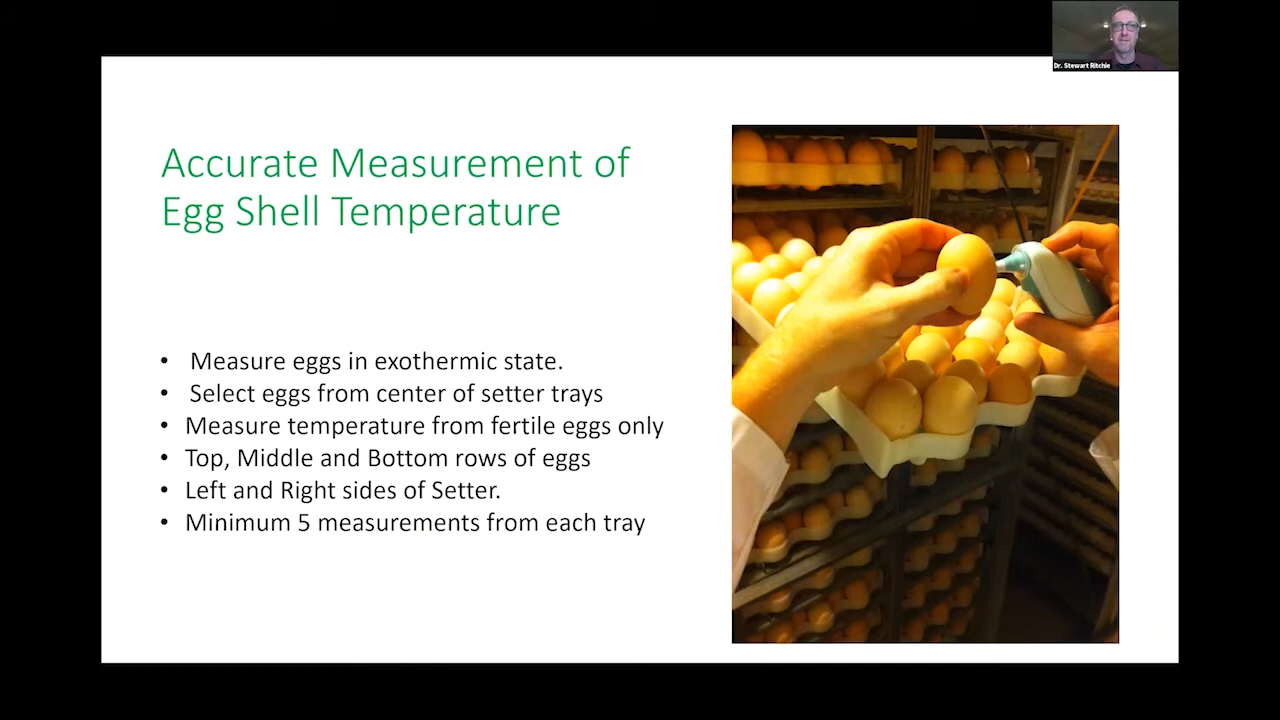 Dr. Stewart Ritchie
Accurate Measurement of
Egg Shell Temperature
• Measure eggs in exothermic state.
• Select eggs from center of setter trays
• Measure temperature from fertile eggs only
• Top, Middle and Bottom rows of eggs
• Left and Right sides of Setter.
• Minimum 5 measurements from each tray